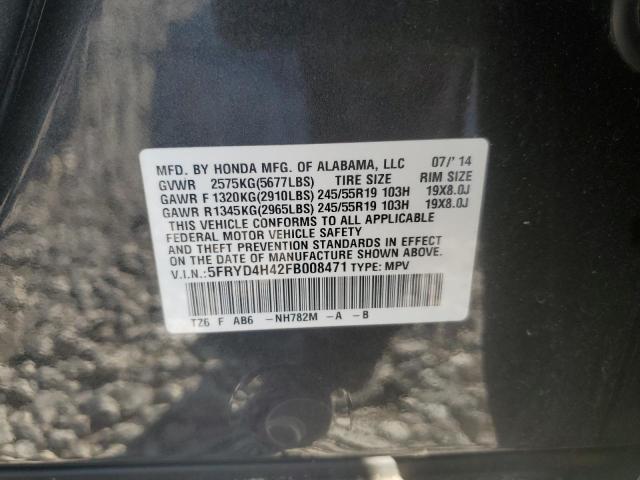 MFD. BY HONDA MFG. OF ALABAMA, LLC 07/'14
GVWR 2575KG(5677LBS) TIRE SIZE RIM SIZE
GAWR F 1320KG(2910LBS) 245/55R19 103H 19X8.0J
GAWR R1345KG(2965LBS) 245/55R19 103H 19X8.0J
THIS VEHICLE CONFORMS TO ALL APPLICABLE
FEDERAL MOTOR VEHICLE SAFETY
AND THEFT PREVENTION STANDARDS IN EFFECT
ON THE DATE OF MANUFACTURE SHOWN ABOVE.
V.I.N.:5FRYD4H42FB008471 TYPE: MPV
TZ6 F AB6 -NH782M -A -B